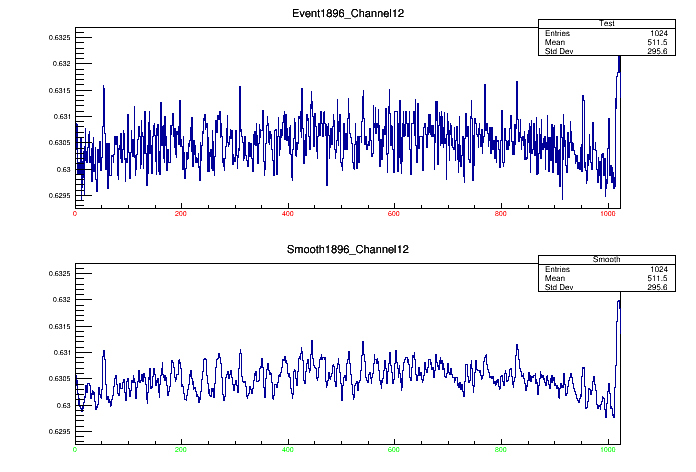 Event1896_Channel12
Test
Entries 1024
Mean 511.5
Std Dev 295.6
0.6325
0.632
0.6315
0.631
0.6305
0.63
0.6295
0 200 400 600 800 1000
Smooth1896_Channel12
Smooth
Entries 1024
Mean 511.5
Std Dev 295.6
0.6325
0.632
0.6315
0.631
0.6305
0.63
0.6295
0 200 400 600 800 1000